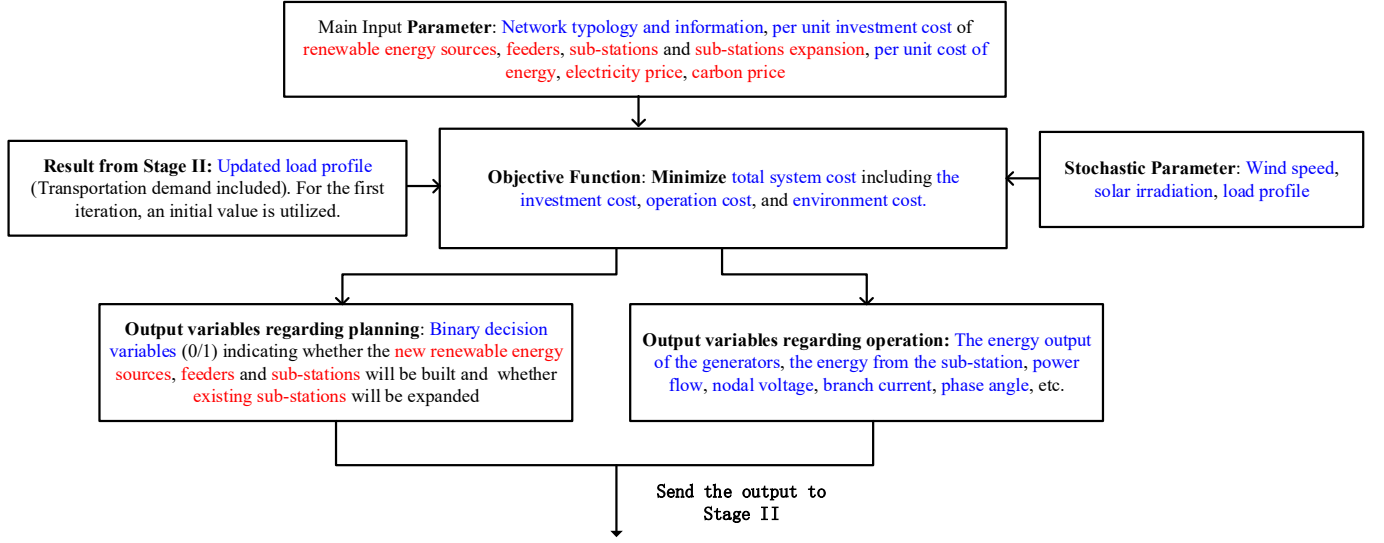 Main Input Parameter: Network typology and information, per unit investment cost of
renewable energy sources, feeders, sub-stations and sub-stations expansion, per unit cost of
energy, electricity price, carbon price
Result from Stage II: Updated load profile
(Transportation demand included). For the first
iteration, an initial value is utilized.
Objective Function: Minimize total system cost including the
investment cost, operation cost, and environment cost.
Stochastic Parameter: Wind speed,
solar irradiation, load profile
Output variables regarding planning: Binary decision
variables (0/1) indicating whether the new renewable energy
sources, feeders and sub-stations will be built and whether
existing sub-stations will be expanded
Output variables regarding operation: The energy output
of the generators, the energy from the sub-station, power
flow, nodal voltage, branch current, phase angle, etc.
Send the output to
Stage II